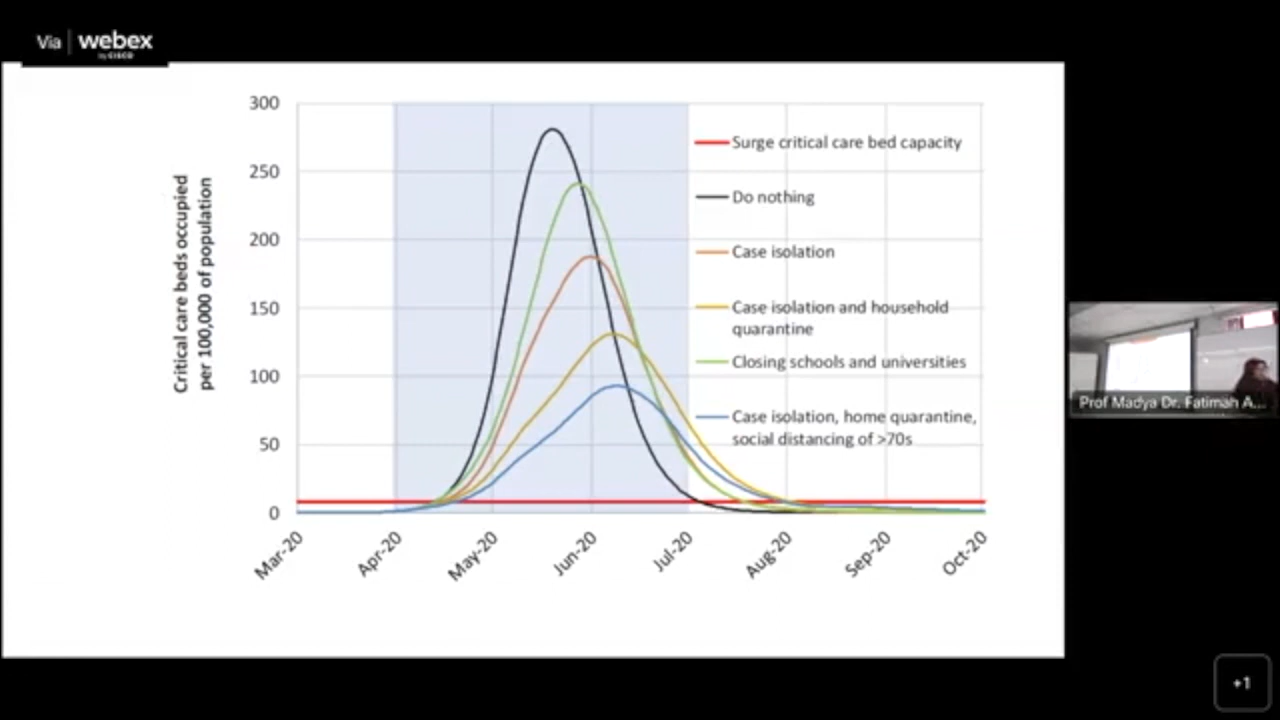 Via webex
by CISCO
Critical care beds occupied
per 100,000 of population
300
250
200
150
100
50
0
Mar-20
Apr-20
May-20
Jun-20
Jul-20
Aug-20
Sep-20
Oct-20
Surge critical care bed capacity
Do nothing
Case isolation
Case isolation and household
quarantine
Closing schools and universities
Case isolation, home quarantine,
social distancing of >70s
Prof Madya Dr. Fatimah A...
+1